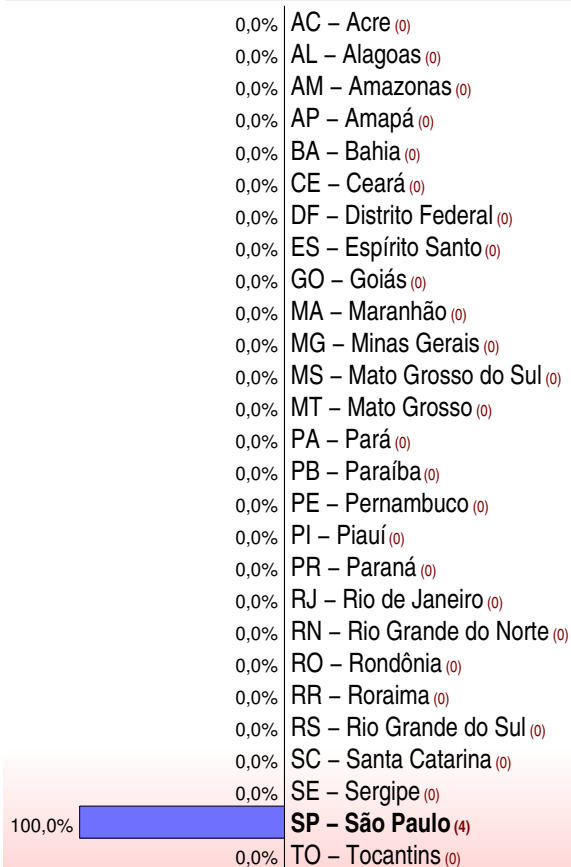 0,0% AC – Acre (0)
0,0% AL – Alagoas (0)
0,0% AM – Amazonas (0)
0,0% AP – Amapá (0)
0,0% BA – Bahia (0)
0,0% CE – Ceará (0)
0,0% DF – Distrito Federal (0)
0,0% ES – Espírito Santo (0)
0,0% GO – Goiás (0)
0,0% MA – Maranhão (0)
0,0% MG – Minas Gerais (0)
0,0% MS – Mato Grosso do Sul (0)
0,0% MT – Mato Grosso (0)
0,0% PA – Pará (0)
0,0% PB – Paraíba (0)
0,0% PE – Pernambuco (0)
0,0% PI – Piauí (0)
0,0% PR – Paraná (0)
0,0% RJ – Rio de Janeiro (0)
0,0% RN – Rio Grande do Norte (0)
0,0% RO – Rondônia (0)
0,0% RR – Roraima (0)
0,0% RS – Rio Grande do Sul (0)
0,0% SC – Santa Catarina (0)
0,0% SE – Sergipe (0)
100,0% SP – São Paulo (4)
0,0% TO – Tocantins (0)